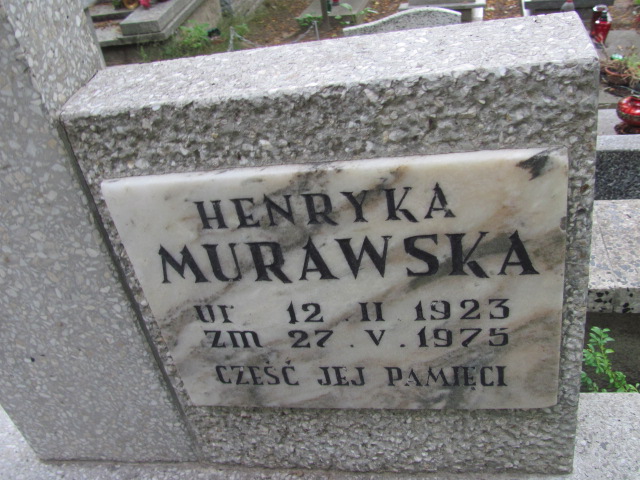 HENRYKA
MURAWSKA
ur 12 . II . 1923
zm 27 . V . 1975
CZEŚĆ JEJ PAMIĘCI